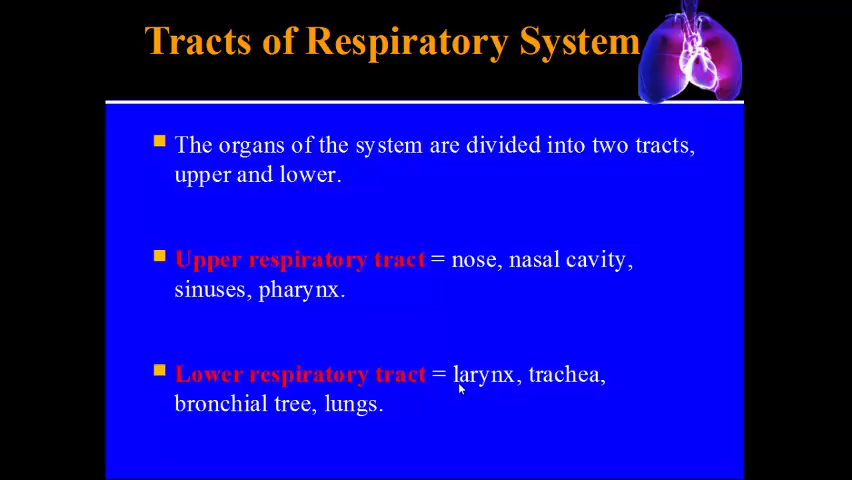 Tracts of Respiratory System
The organs of the system are divided into two tracts,
upper and lower.
Upper respiratory tract = nose, nasal cavity,
sinuses, pharynx.
Lower respiratory tract = larynx, trachea,
bronchial tree, lungs.